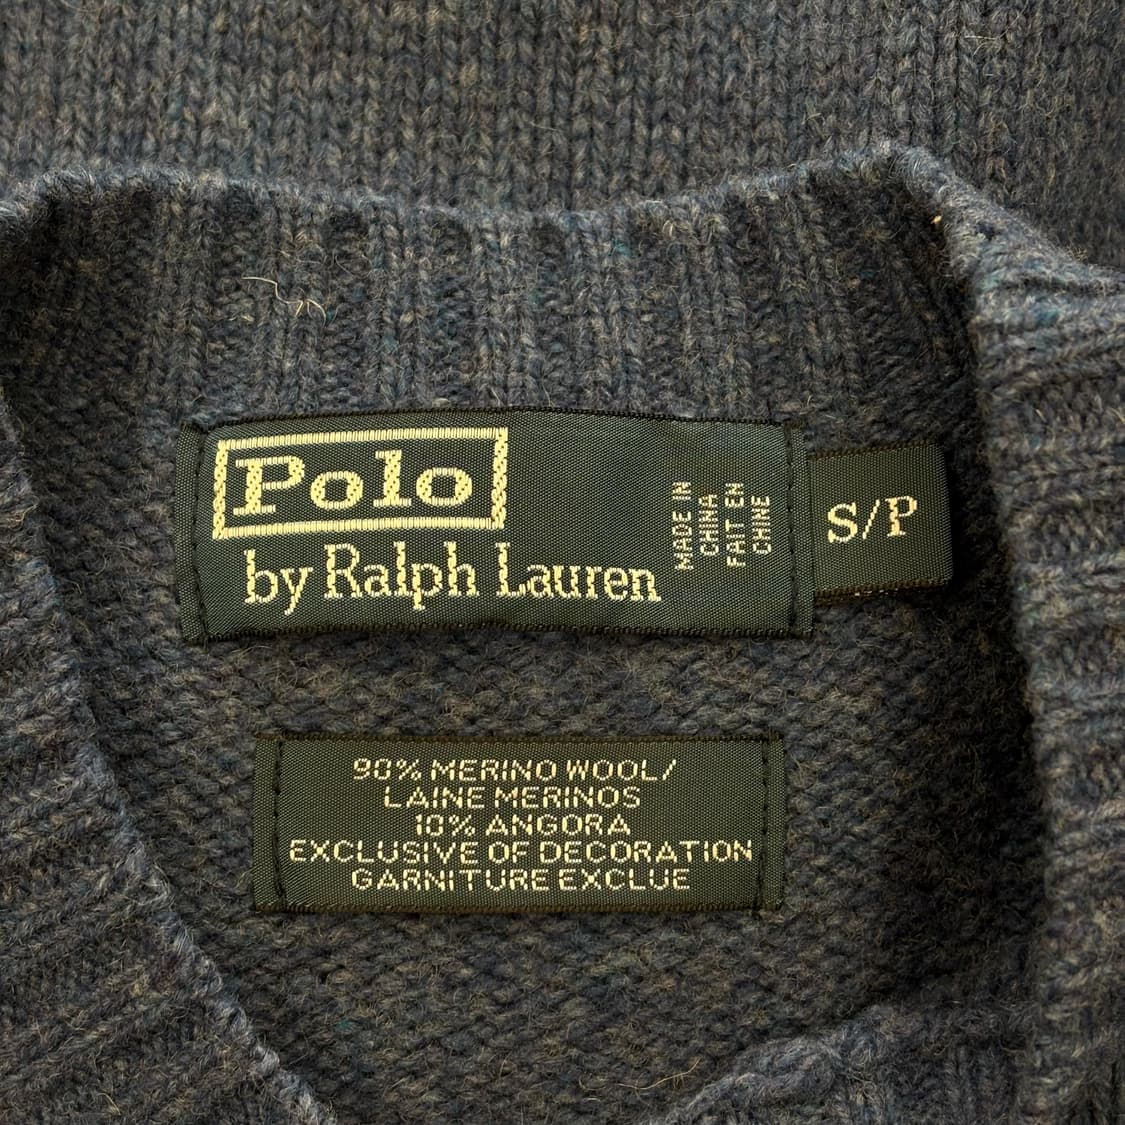 Polo
by Ralph Lauren
MADE IN
CHINA
FAIT EN
CHINE
S/P
90% MERINO WOOL/
LAINE MERINOS
10% ANGORA
EXCLUSIVE OF DECORATION
GARNITURE EXCLUE